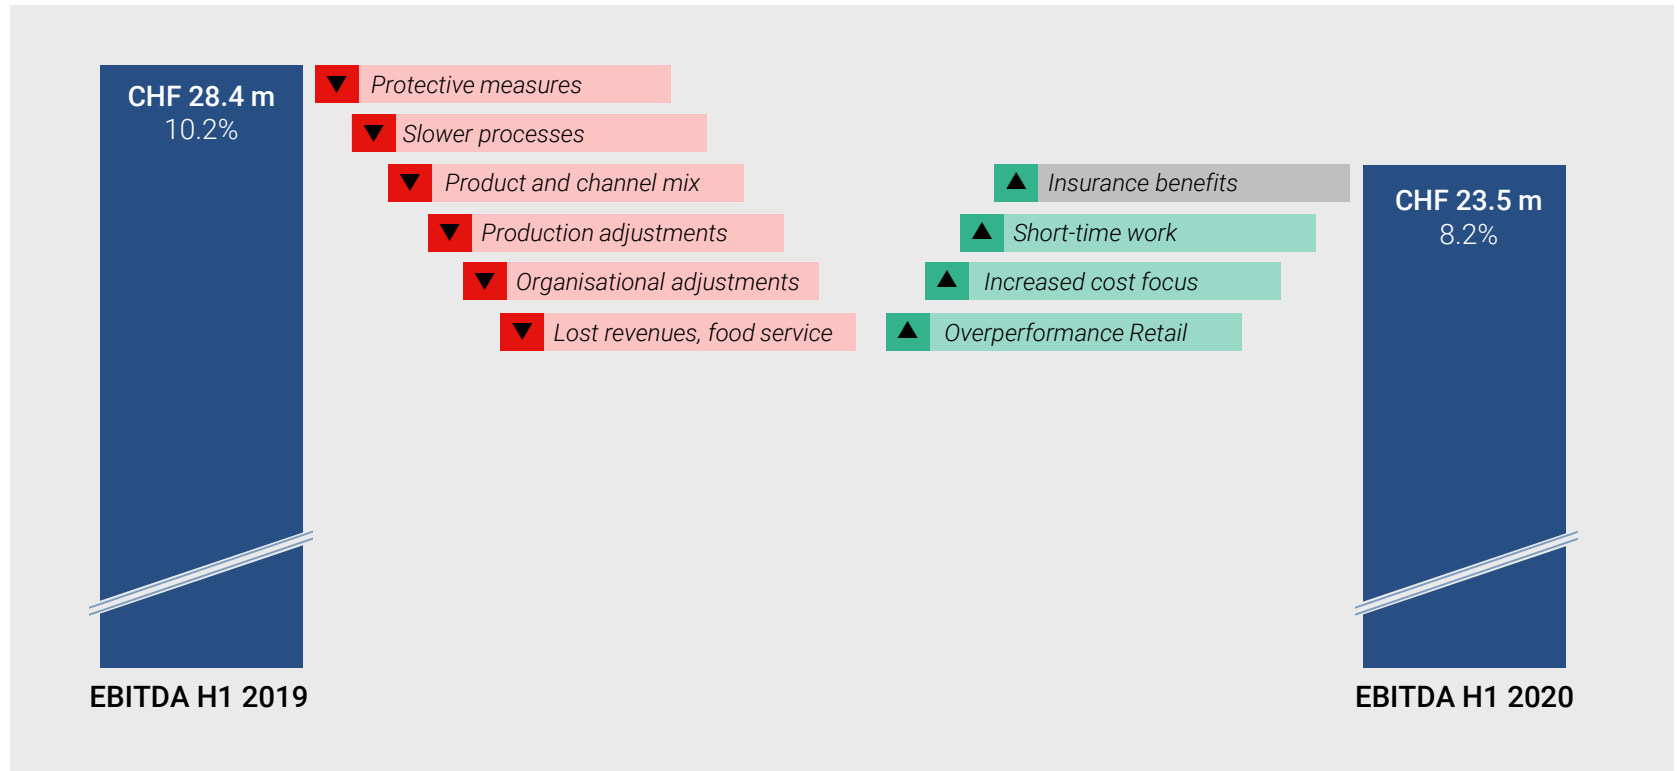 CHF 28.4 m
10.2%
Protective measures
Slower processes
Product and channel mix
Production adjustments
Organisational adjustments
Lost revenues, food service
Insurance benefits
Short-time work
Increased cost focus
Overperformance Retail
CHF 23.5 m
8.2%
EBITDA H1 2019
EBITDA H1 2020